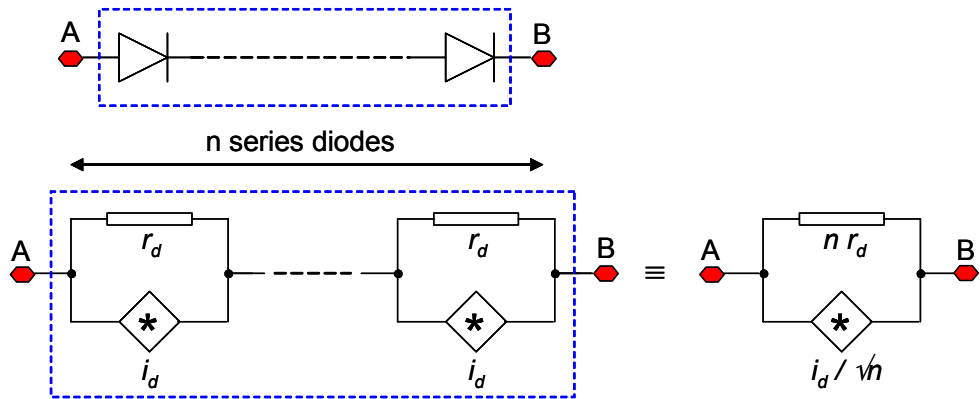 A B
n series diodes
A r_d r_d B ≡ A n r_d B
* * *
i_d i_d i_d / √n